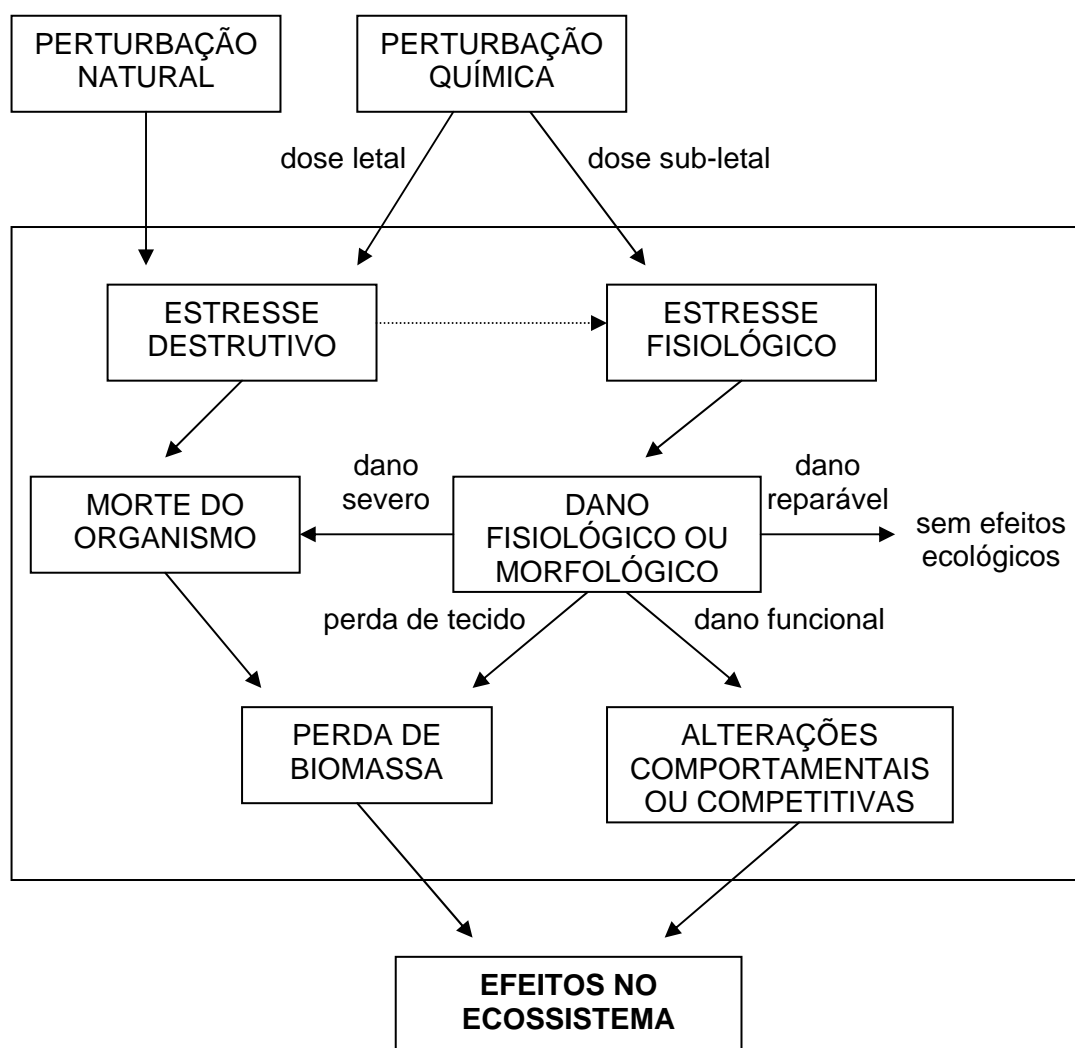 PERTURBAÇÃO
NATURAL
PERTURBAÇÃO
QUÍMICA
dose letal
dose sub-letal
ESTRESSE
DESTRUTIVO
ESTRESSE
FISIOLÓGICO
dano
severo
dano
reparável
MORTE DO
ORGANISMO
DANO
FISIOLÓGICO OU
MORFOLÓGICO
sem efeitos
ecológicos
perda de tecido
dano funcional
PERDA DE
BIOMASSA
ALTERAÇÕES
COMPORTAMENTAIS
OU COMPETITIVAS
EFEITOS NO
ECOSSISTEMA